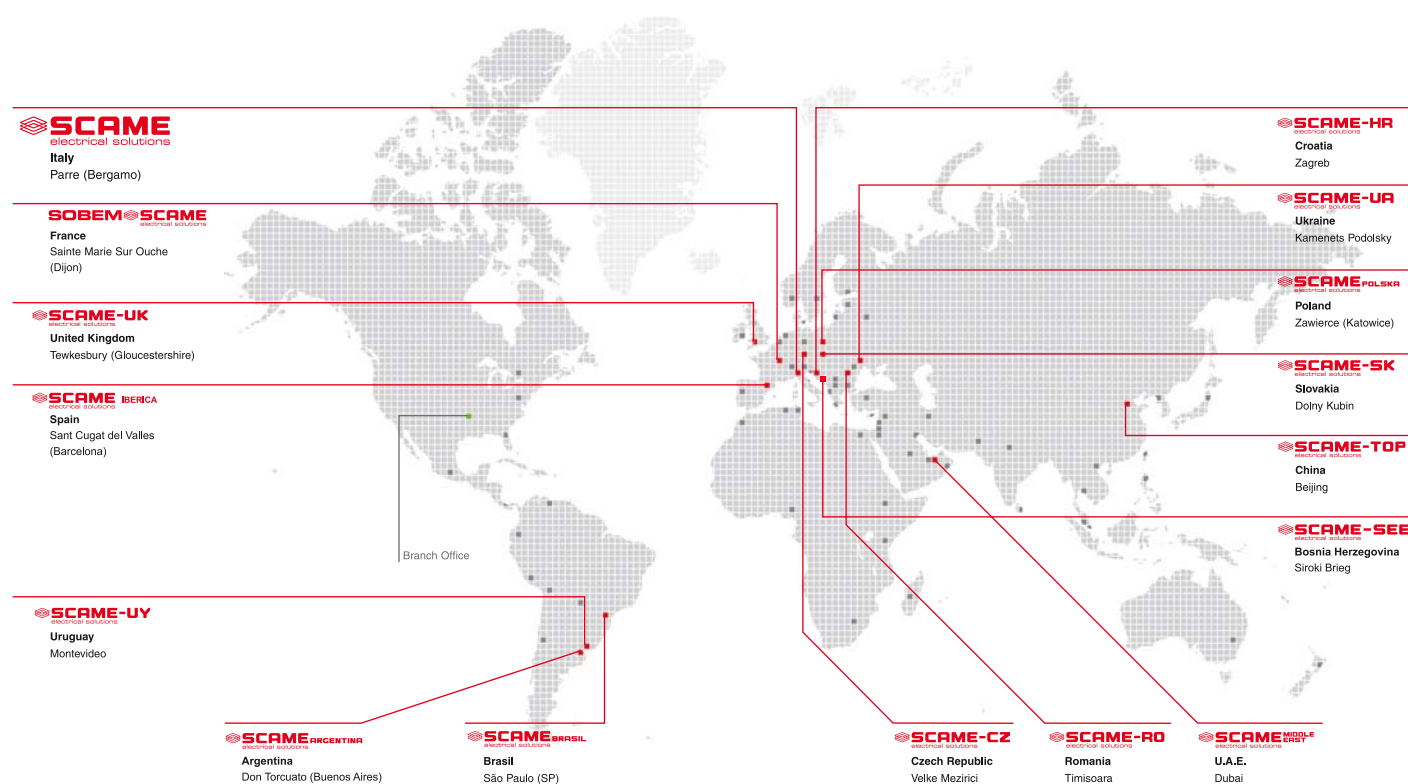 SCAME
electrical solutions
Italy
Parre (Bergamo)
SOBEM SCAME
electrical solutions
France
Sainte Marie Sur Ouche
(Dijon)
SCAME-UK
electrical solutions
United Kingdom
Tewkesbury (Gloucestershire)
SCAME IBERICA
electrical solutions
Spain
Sant Cugat del Valles
(Barcelona)
Branch Office
SCAME-UY
electrical solutions
Uruguay
Montevideo
SCAME ARGENTINA
electrical solutions
Argentina
Don Torcuato (Buenos Aires)
SCAME BRASIL
electrical solutions
Brasil
São Paulo (SP)
SCAME-HR
electrical solutions
Croatia
Zagreb
SCAME-UA
electrical solutions
Ukraine
Kamenets Podolsky
SCAME POLSKA
electrical solutions
Poland
Zawierce (Katowice)
SCAME-SK
electrical solutions
Slovakia
Dolny Kubin
SCAME-TOP
electrical solutions
China
Beijing
SCAME-SEE
electrical solutions
Bosnia Herzegovina
Siroki Brieg
SCAME-CZ
electrical solutions
Czech Republic
Velke Mezirici
SCAME-RO
electrical solutions
Romania
Timisoara
SCAME MIDDLE EAST
electrical solutions
U.A.E.
Dubai